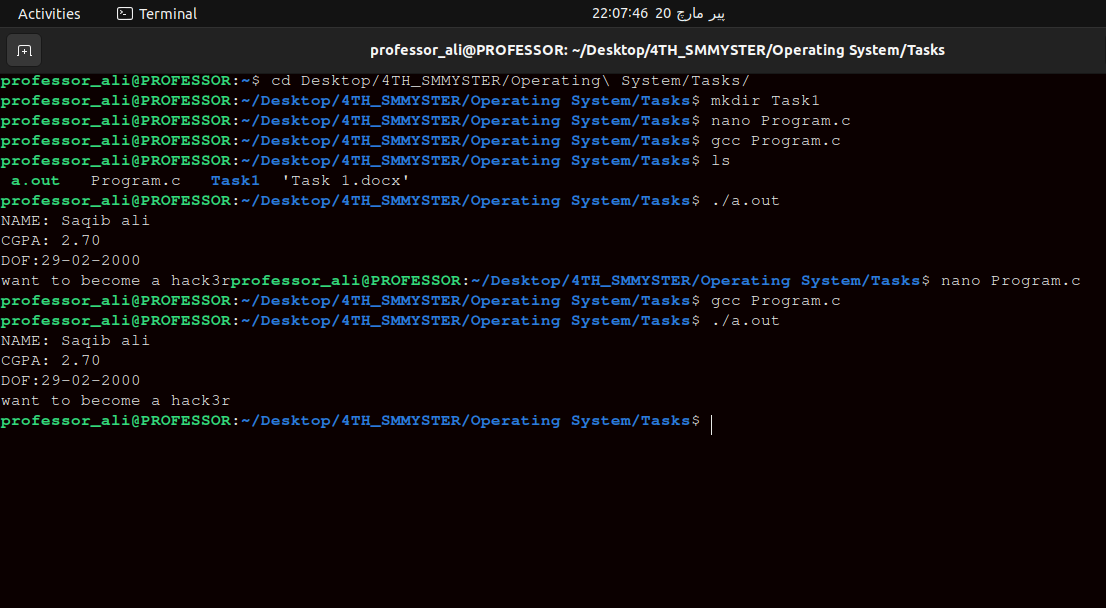 Activities Terminal 22:07:46 20 پیر مارچ
professor_ali@PROFESSOR: ~/Desktop/4TH_SMMYSTER/Operating System/Tasks
professor_ali@PROFESSOR:~$ cd Desktop/4TH_SMMYSTER/Operating\ System/Tasks/
professor_ali@PROFESSOR:~/Desktop/4TH_SMMYSTER/Operating System/Tasks$ mkdir Task1
professor_ali@PROFESSOR:~/Desktop/4TH_SMMYSTER/Operating System/Tasks$ nano Program.c
professor_ali@PROFESSOR:~/Desktop/4TH_SMMYSTER/Operating System/Tasks$ gcc Program.c
professor_ali@PROFESSOR:~/Desktop/4TH_SMMYSTER/Operating System/Tasks$ ls
a.out Program.c Task1 'Task 1.docx'
professor_ali@PROFESSOR:~/Desktop/4TH_SMMYSTER/Operating System/Tasks$ ./a.out
NAME: Saqib ali
CGPA: 2.70
DOF:29-02-2000
want to become a hack3rprofessor_ali@PROFESSOR:~/Desktop/4TH_SMMYSTER/Operating System/Tasks$ nano Program.c
professor_ali@PROFESSOR:~/Desktop/4TH_SMMYSTER/Operating System/Tasks$ gcc Program.c
professor_ali@PROFESSOR:~/Desktop/4TH_SMMYSTER/Operating System/Tasks$ ./a.out
NAME: Saqib ali
CGPA: 2.70
DOF:29-02-2000
want to become a hack3r
professor_ali@PROFESSOR:~/Desktop/4TH_SMMYSTER/Operating System/Tasks$